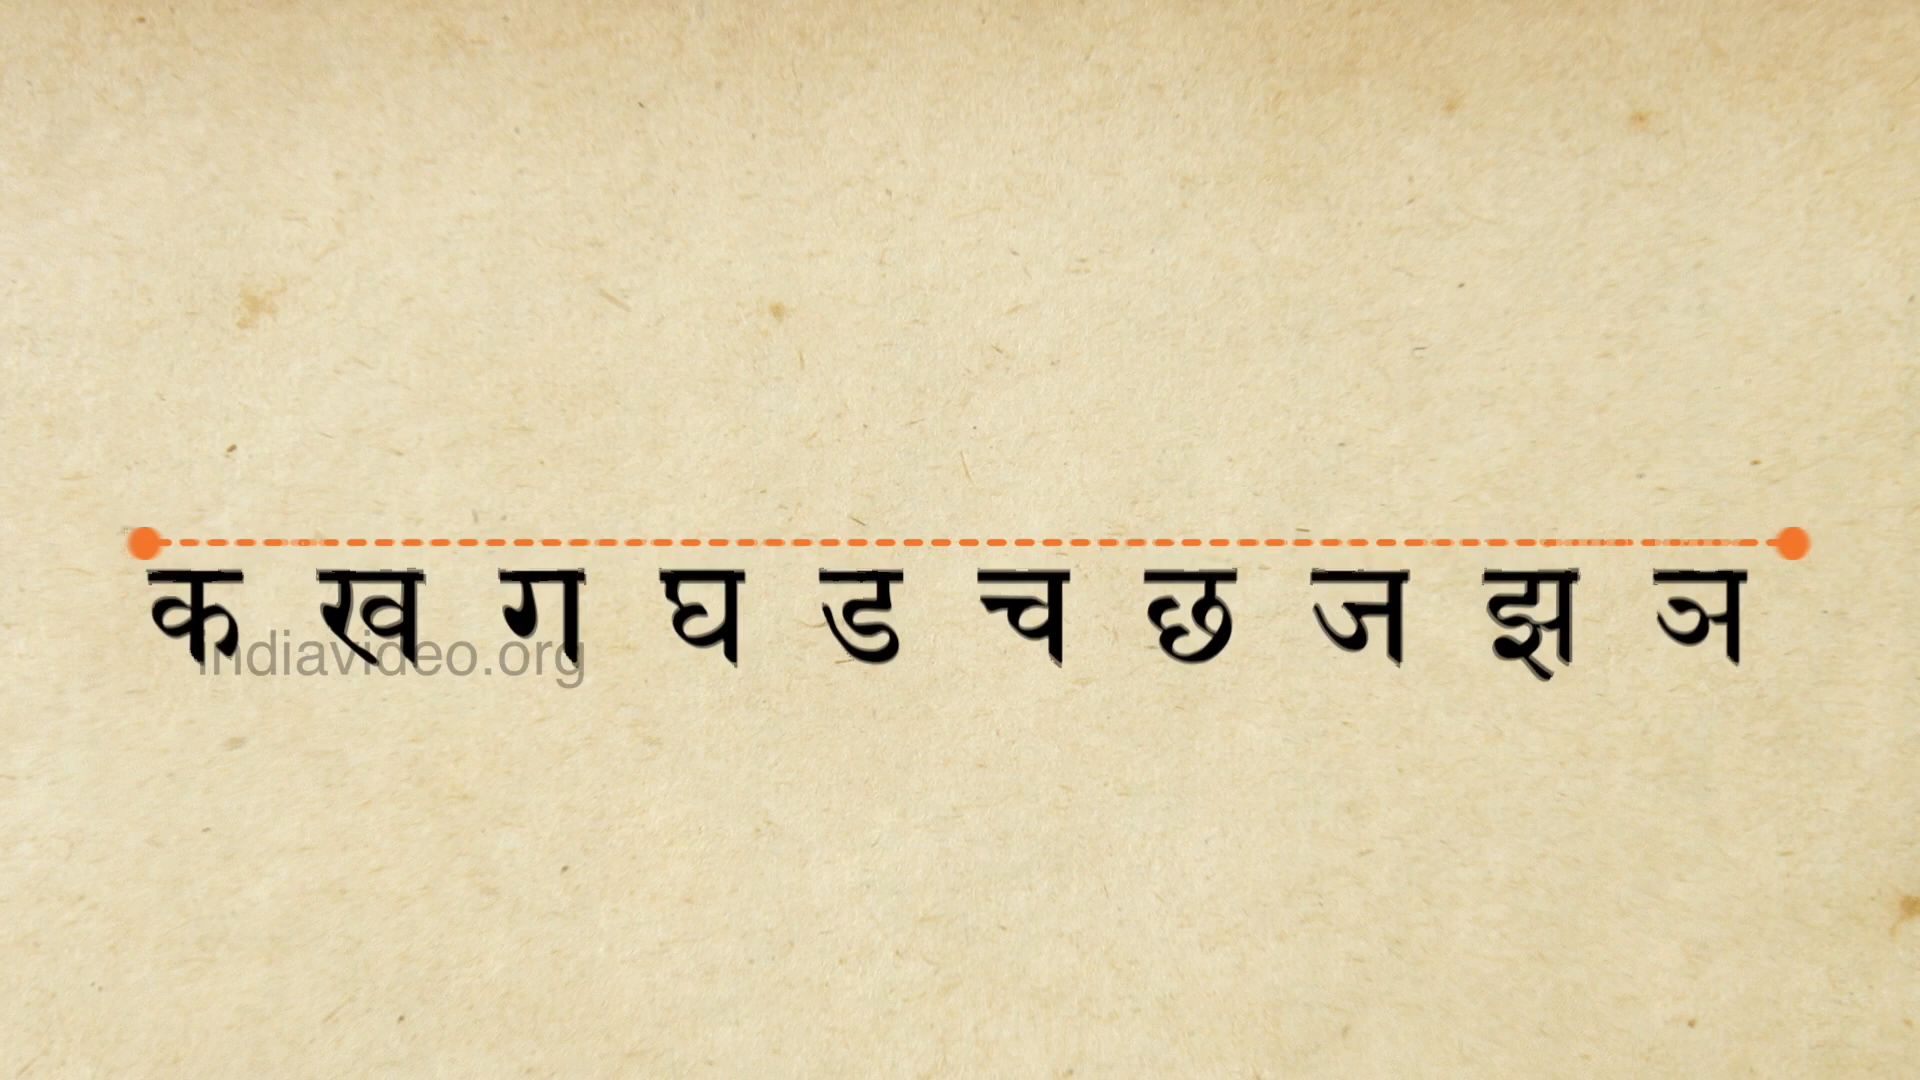 क ख ग घ ड च छ ज झ ञ
indiavideo.org